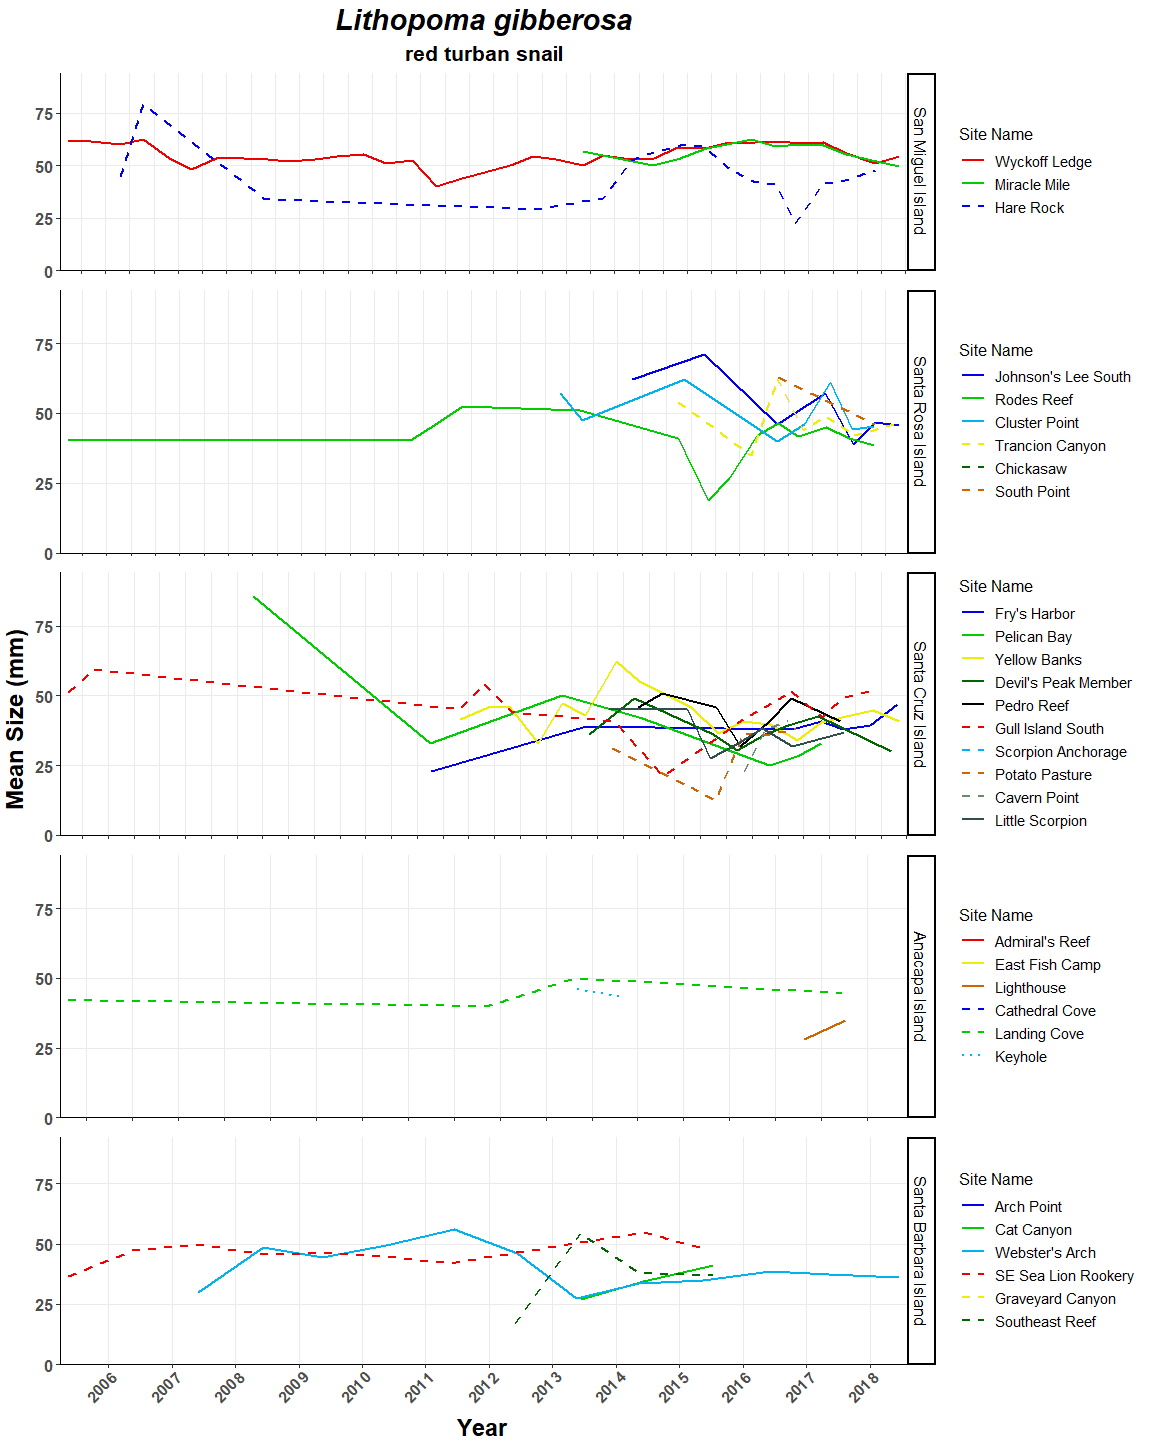 Lithopoma gibberosa
red turban snail
Mean Size (mm)
75
50
25
0
San Miguel Island
Site Name
Wyckoff Ledge
Miracle Mile
Hare Rock
75
50
25
0
Santa Rosa Island
Site Name
Johnson's Lee South
Rodes Reef
Cluster Point
Trancion Canyon
Chickasaw
South Point
75
50
25
0
Santa Cruz Island
Site Name
Fry's Harbor
Pelican Bay
Yellow Banks
Devil's Peak Member
Pedro Reef
Gull Island South
Scorpion Anchorage
Potato Pasture
Cavern Point
Little Scorpion
75
50
25
0
Anacapa Island
Site Name
Admiral's Reef
East Fish Camp
Lighthouse
Cathedral Cove
Landing Cove
Keyhole
75
50
25
0
Santa Barbara Island
Site Name
Arch Point
Cat Canyon
Webster's Arch
SE Sea Lion Rookery
Graveyard Canyon
Southeast Reef
2006 2007 2008 2009 2010 2011 2012 2013 2014 2015 2016 2017 2018
Year